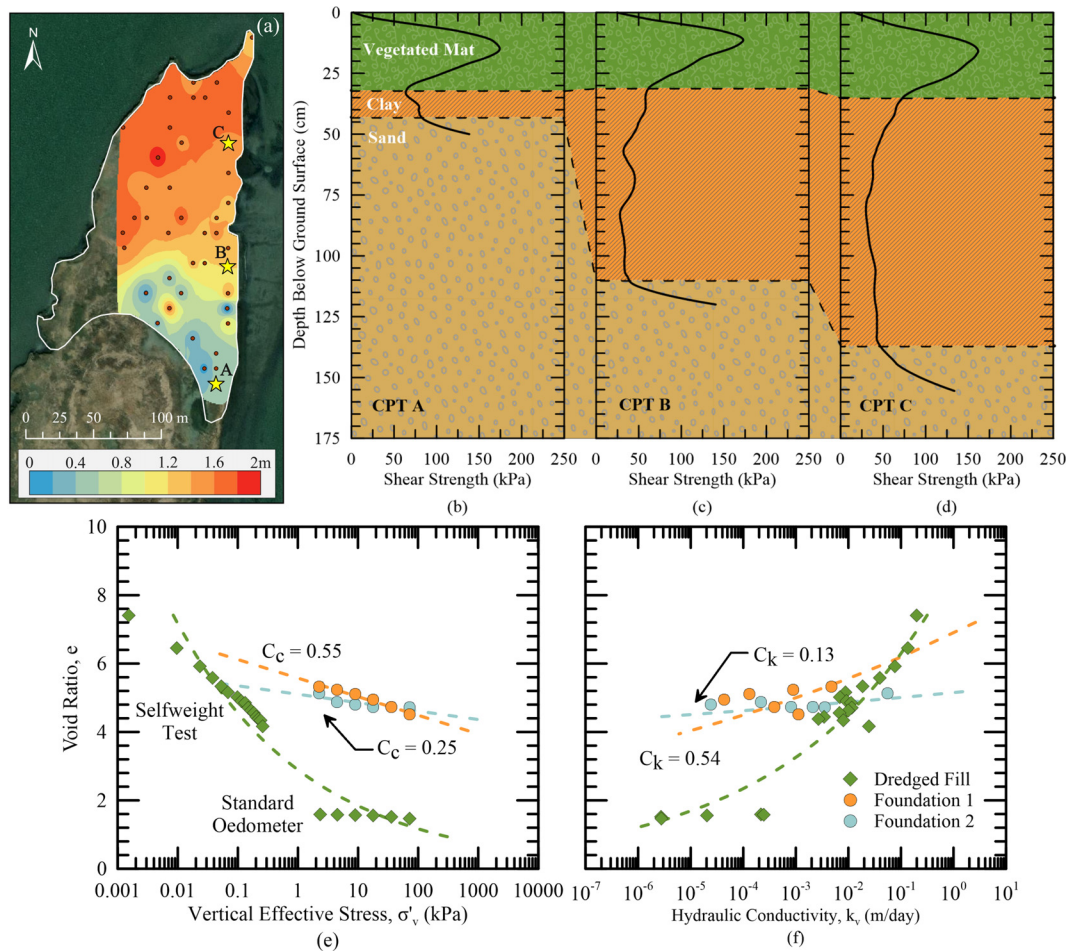 (a)
N
C
B
A
0 25 50 100 m
0 0.4 0.8 1.2 1.6 2m
Depth Below Ground Surface (cm)
0
25
50
75
100
125
150
175
Vegetated Mat
Clay
Sand
CPT A
CPT B
CPT C
0 50 100 150 200 250
0 50 100 150 200 250
0 50 100 150 200 250
Shear Strength (kPa)
Shear Strength (kPa)
Shear Strength (kPa)
(b)
(c)
(d)
Void Ratio, e
10
8
6
4
2
0
Cc = 0.55
Selfweight
Test
Cc = 0.25
Standard
Oedometer
0.001 0.01 0.1 1 10 100 1000 10000
Vertical Effective Stress, σ'v (kPa)
(e)
Ck = 0.13
Ck = 0.54
Dredged Fill
Foundation 1
Foundation 2
10-7 10-6 10-5 10-4 10-3 10-2 10-1 100 101
Hydraulic Conductivity, kv (m/day)
(f)